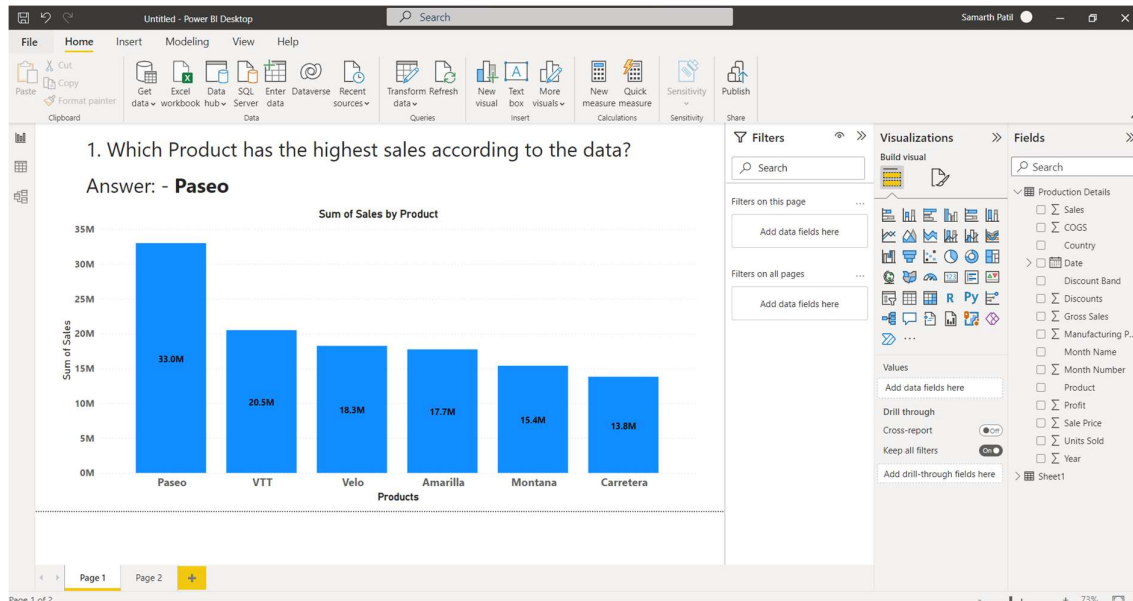 Untitled - Power BI Desktop
Search
Samarth Patil
File Home Insert Modeling View Help
Paste
Cut
Copy
Format painter
Get data
Excel workbook
Data hub
SQL Server
Enter data
Dataverse
Recent sources
Transform data
Refresh
New visual
Text box
More visuals
New measure
Quick measure
Sensitivity
Publish
Clipboard
Data
Queries
Insert
Calculations
Sensitivity
Share
1. Which Product has the highest sales according to the data?
Answer: - Paseo
Sum of Sales by Product
Sum of Sales
35M
30M
25M
20M
15M
10M
5M
0M
33.0M
20.5M
18.3M
17.7M
15.4M
13.8M
Paseo VTT Velo Amarilla Montana Carretera
Products
Filters
Search
Filters on this page ...
Add data fields here
Filters on all pages ...
Add data fields here
Visualizations
Build visual
123
R Py
...
Values
Add data fields here
Drill through
Cross-report Off
Keep all filters On
Add drill-through fields here
Fields
Search
Production Details
Σ Sales
Σ COGS
Country
Date
Discount Band
Σ Discounts
Σ Gross Sales
Σ Manufacturing P...
Month Name
Σ Month Number
Product
Σ Profit
Σ Sale Price
Σ Units Sold
Σ Year
Sheet1
Page 1 Page 2 +
Page 1 of 2
73%